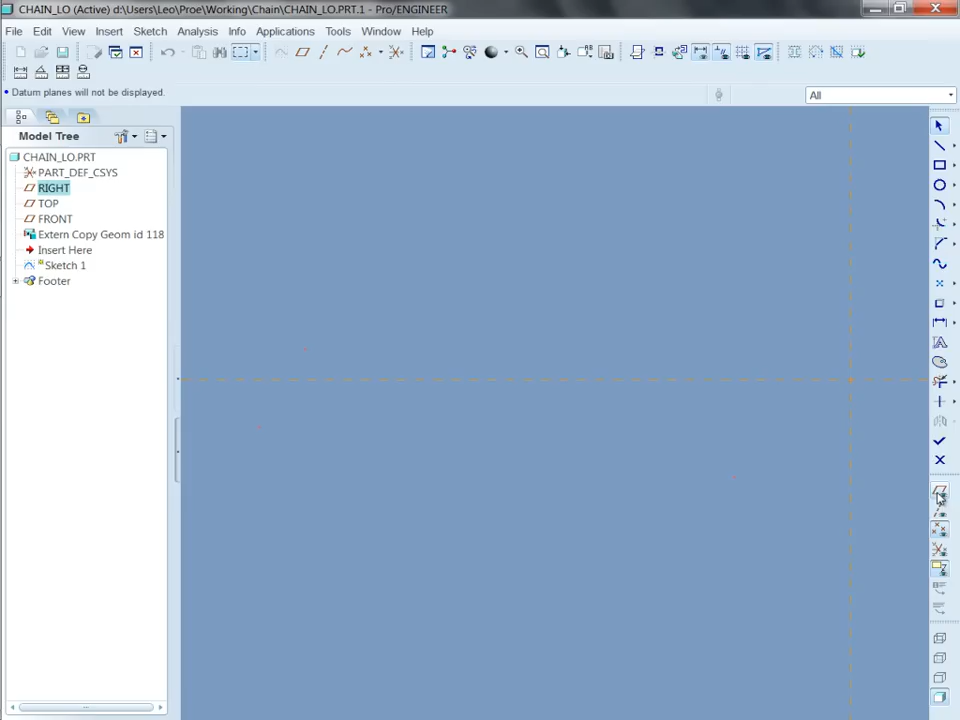 CHAIN_LO (Active) d:\Users\Leo\Proe\Working\Chain\CHAIN_LO.PRT.1 - Pro/ENGINEER
File Edit View Insert Sketch Analysis Info Applications Tools Window Help
Datum planes will not be displayed.
All
Model Tree
CHAIN_LO.PRT
PART_DEF_CSYS
RIGHT
TOP
FRONT
Extern Copy Geom id 118
Insert Here
Sketch 1
Footer